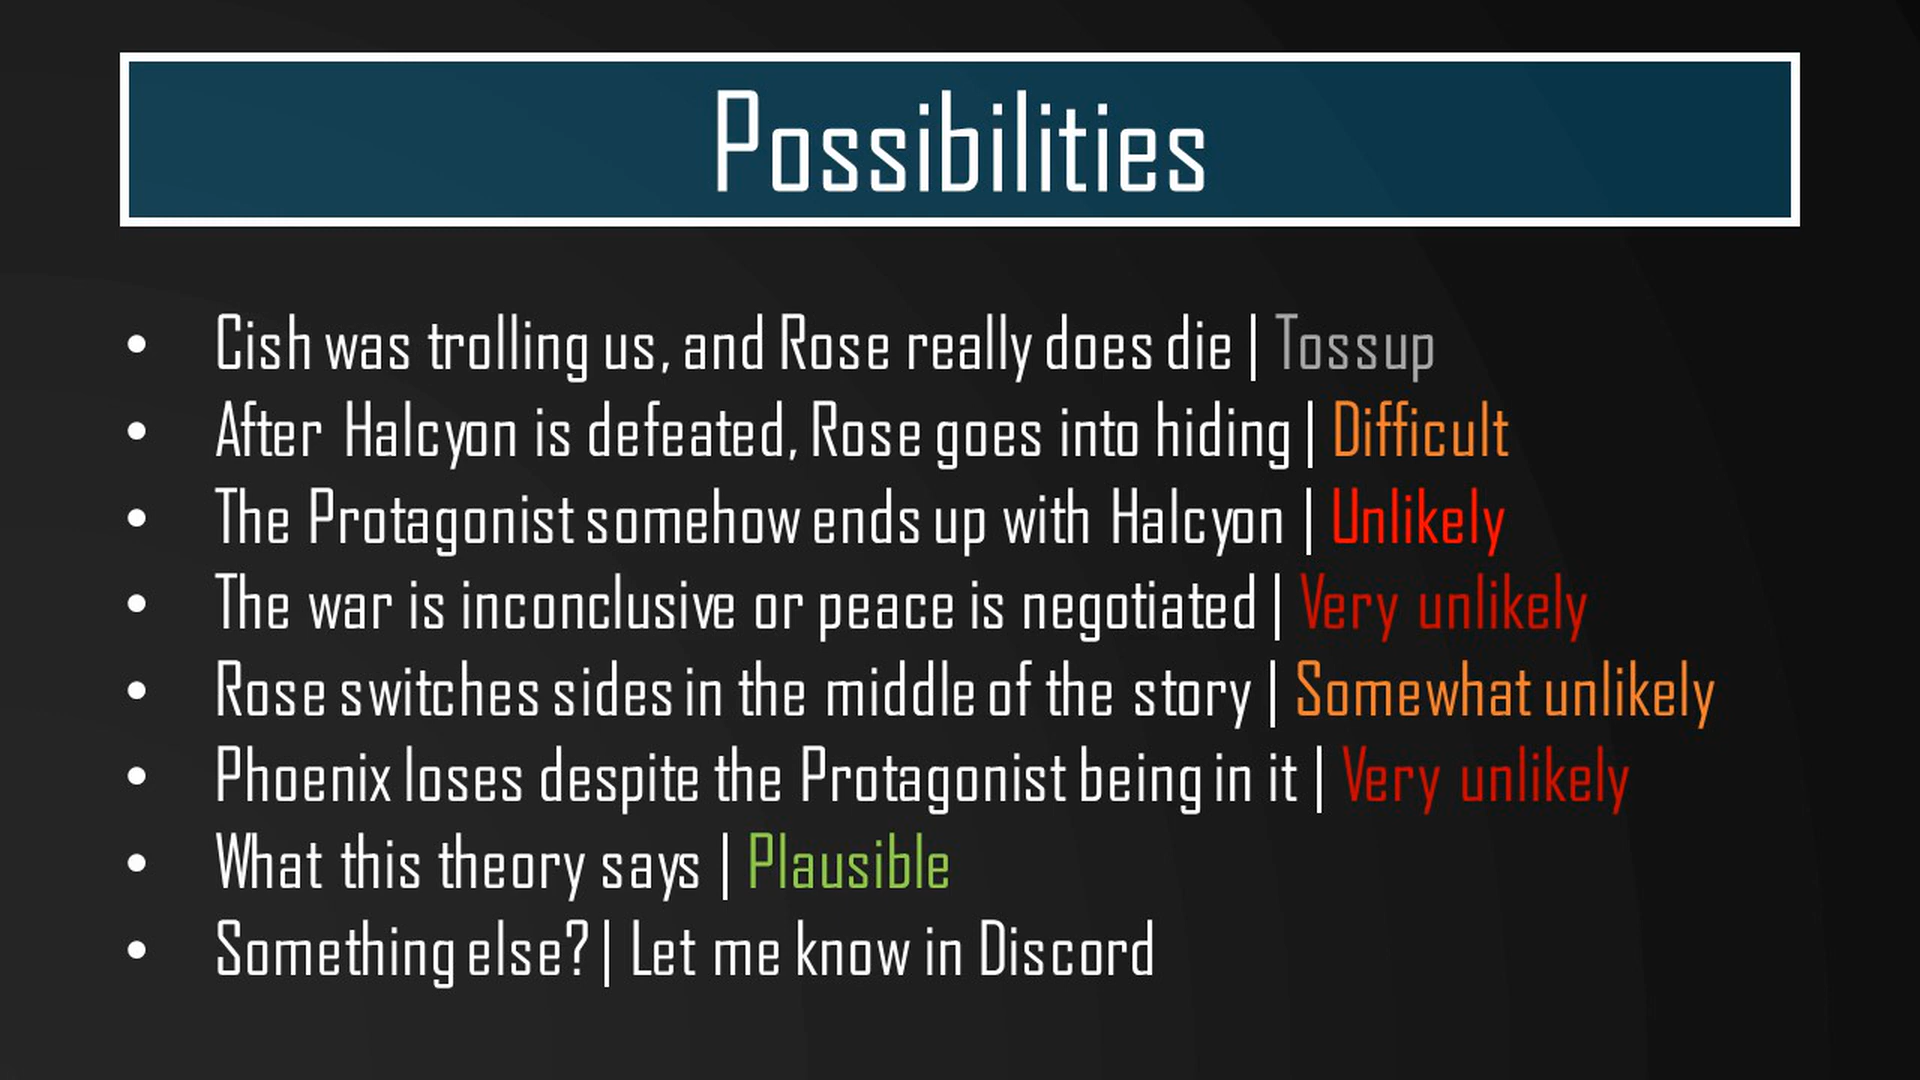 Possibilities
• Cish was trolling us, and Rose really does die | Tossup
• After Halcyon is defeated, Rose goes into hiding | Difficult
• The Protagonist somehow ends up with Halcyon | Unlikely
• The war is inconclusive or peace is negotiated | Very unlikely
• Rose switches sides in the middle of the story | Somewhat unlikely
• Phoenix loses despite the Protagonist being in it | Very unlikely
• What this theory says | Plausible
• Something else? | Let me know in Discord